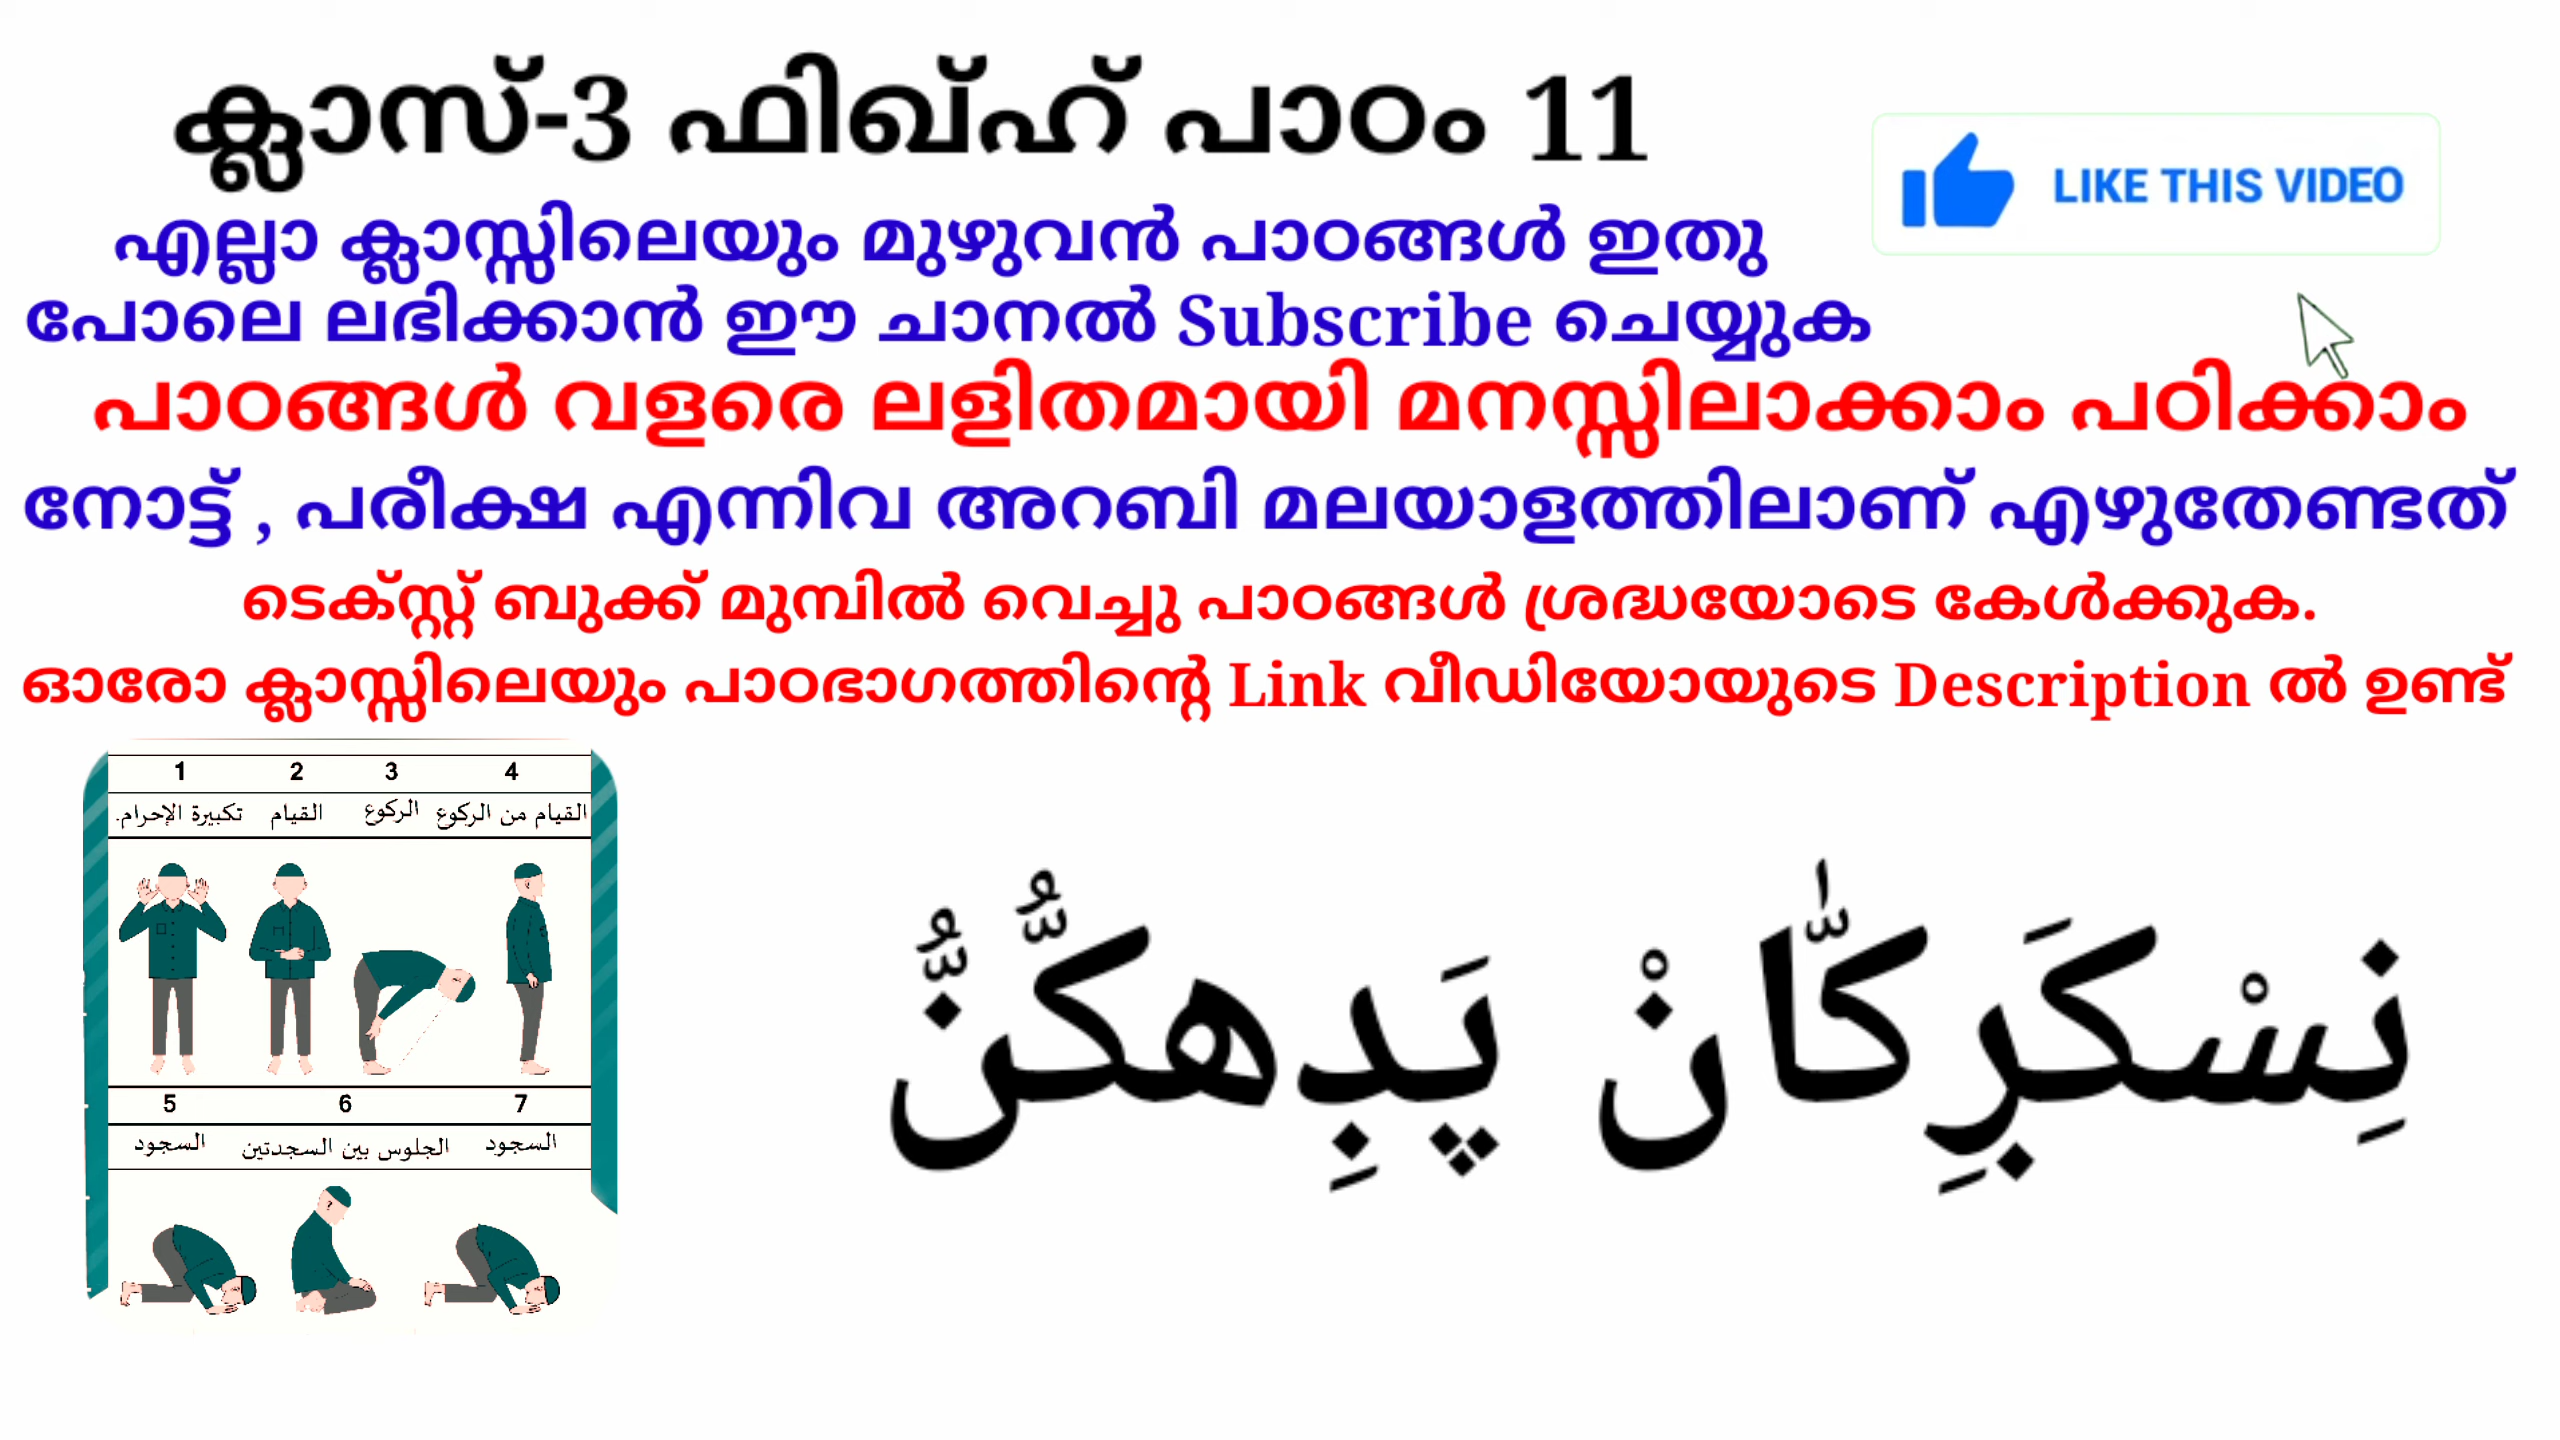 ക്ലാസ്-3 ഫിഖ്ഹ് പാഠം 11
LIKE THIS VIDEO
എല്ലാ ക്ലാസ്സിലെയും മുഴുവൻ പാഠങ്ങൾ ഇതു
പോലെ ലഭിക്കാൻ ഈ ചാനൽ Subscribe ചെയ്യുക
പാഠങ്ങൾ വളരെ ലളിതമായി മനസ്സിലാക്കാം പഠിക്കാം
നോട്ട് , പരീക്ഷ എന്നിവ അറബി മലയാളത്തിലാണ് എഴുതേണ്ടത്
ടെക്സ്റ്റ് ബുക്ക് മുമ്പിൽ വെച്ചു പാഠങ്ങൾ ശ്രദ്ധയോടെ കേൾക്കുക.
ഓരോ ക്ലാസ്സിലെയും പാഠഭാഗത്തിന്റെ Link വീഡിയോയുടെ Description ൽ ഉണ്ട്
1 2 3 4
تكبيرة الإحرام. القيام الركوع القيام من الركوع
5 6 7
السجود الجلوس بين السجدتين السجود
نِسْكَرِكّٰانْ پَدِهكُّنُّ